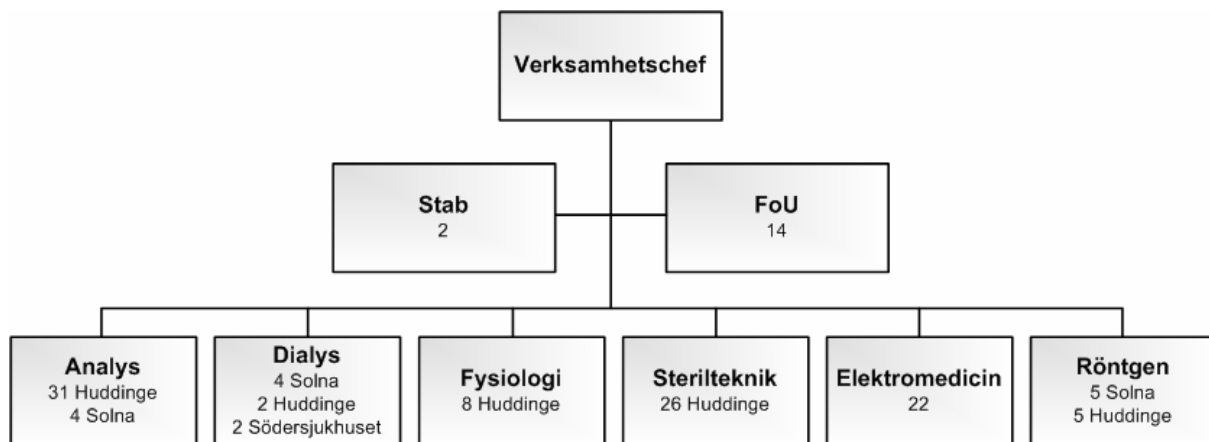 Verksamhetschef
Stab
2
FoU
14
Analys
31 Huddinge
4 Solna
Dialys
4 Solna
2 Huddinge
2 Södersjukhuset
Fysiologi
8 Huddinge
Sterilteknik
26 Huddinge
Elektromedicin
22
Röntgen
5 Solna
5 Huddinge